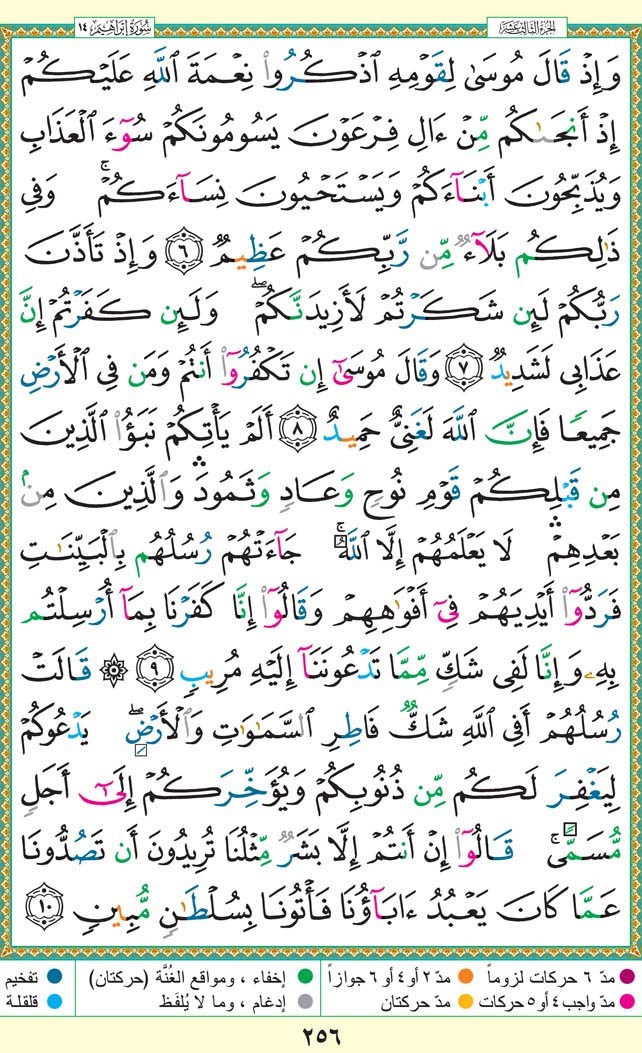 الجزء الثالث عشر
سورة إبراهيم ١٤
وَإِذْ قَالَ مُوسَىٰ لِقَوْمِهِ ٱذْكُرُوا۟ نِعْمَةَ ٱللَّهِ عَلَيْكُمْ
إِذْ أَنجَىٰكُم مِّنْ ءَالِ فِرْعَوْنَ يَسُومُونَكُمْ سُوٓءَ ٱلْعَذَابِ
وَيُذَبِّحُونَ أَبْنَآءَكُمْ وَيَسْتَحْيُونَ نِسَآءَكُمْ ۚ وَفِى
ذَٰلِكُم بَلَآءٌ مِّن رَّبِّكُمْ عَظِيمٌ ٦ وَإِذْ تَأَذَّنَ
رَبُّكُمْ لَئِن شَكَرْتُمْ لَأَزِيدَنَّكُمْ ۖ وَلَئِن كَفَرْتُمْ إِنَّ
عَذَابِى لَشَدِيدٌ ٧ وَقَالَ مُوسَىٰٓ إِن تَكْفُرُوٓا۟ أَنتُمْ وَمَن فِى ٱلْأَرْضِ
جَمِيعًا فَإِنَّ ٱللَّهَ لَغَنِىٌّ حَمِيدٌ ٨ أَلَمْ يَأْتِكُمْ نَبَؤُا۟ ٱلَّذِينَ
مِن قَبْلِكُمْ قَوْمِ نُوحٍ وَعَادٍ وَثَمُودَ ۛ وَٱلَّذِينَ مِنۢ
بَعْدِهِمْ ۛ لَا يَعْلَمُهُمْ إِلَّا ٱللَّهُ ۚ جَآءَتْهُمْ رُسُلُهُم بِٱلْبَيِّنَٰتِ
فَرَدُّوٓا۟ أَيْدِيَهُمْ فِىٓ أَفْوَٰهِهِمْ وَقَالُوٓا۟ إِنَّا كَفَرْنَا بِمَآ أُرْسِلْتُم
بِهِۦ وَإِنَّا لَفِى شَكٍّ مِّمَّا تَدْعُونَنَآ إِلَيْهِ مُرِيبٍ ٩ ۞ قَالَتْ
رُسُلُهُمْ أَفِى ٱللَّهِ شَكٌّ فَاطِرِ ٱلسَّمَٰوَٰتِ وَٱلْأَرْضِ ۖ يَدْعُوكُمْ
لِيَغْفِرَ لَكُم مِّن ذُنُوبِكُمْ وَيُؤَخِّرَكُمْ إِلَىٰٓ أَجَلٍ
مُّسَمًّى ۚ قَالُوٓا۟ إِنْ أَنتُمْ إِلَّا بَشَرٌ مِّثْلُنَا تُرِيدُونَ أَن تَصُدُّونَا
عَمَّا كَانَ يَعْبُدُ ءَابَآؤُنَا فَأْتُونَا بِسُلْطَٰنٍ مُّبِينٍ ١٠
مدّ ٦ حركات لزوماً مدّ ٢ أو ٤ أو ٦ جوازاً إخفاء ، ومواقع الغُنَّة (حركتان) تفخيم
مدّ واجب ٤ أو ٥ حركات مدّ حركتان إدغام ، وما لا يُلفَظ قلقلة
٢٥٦